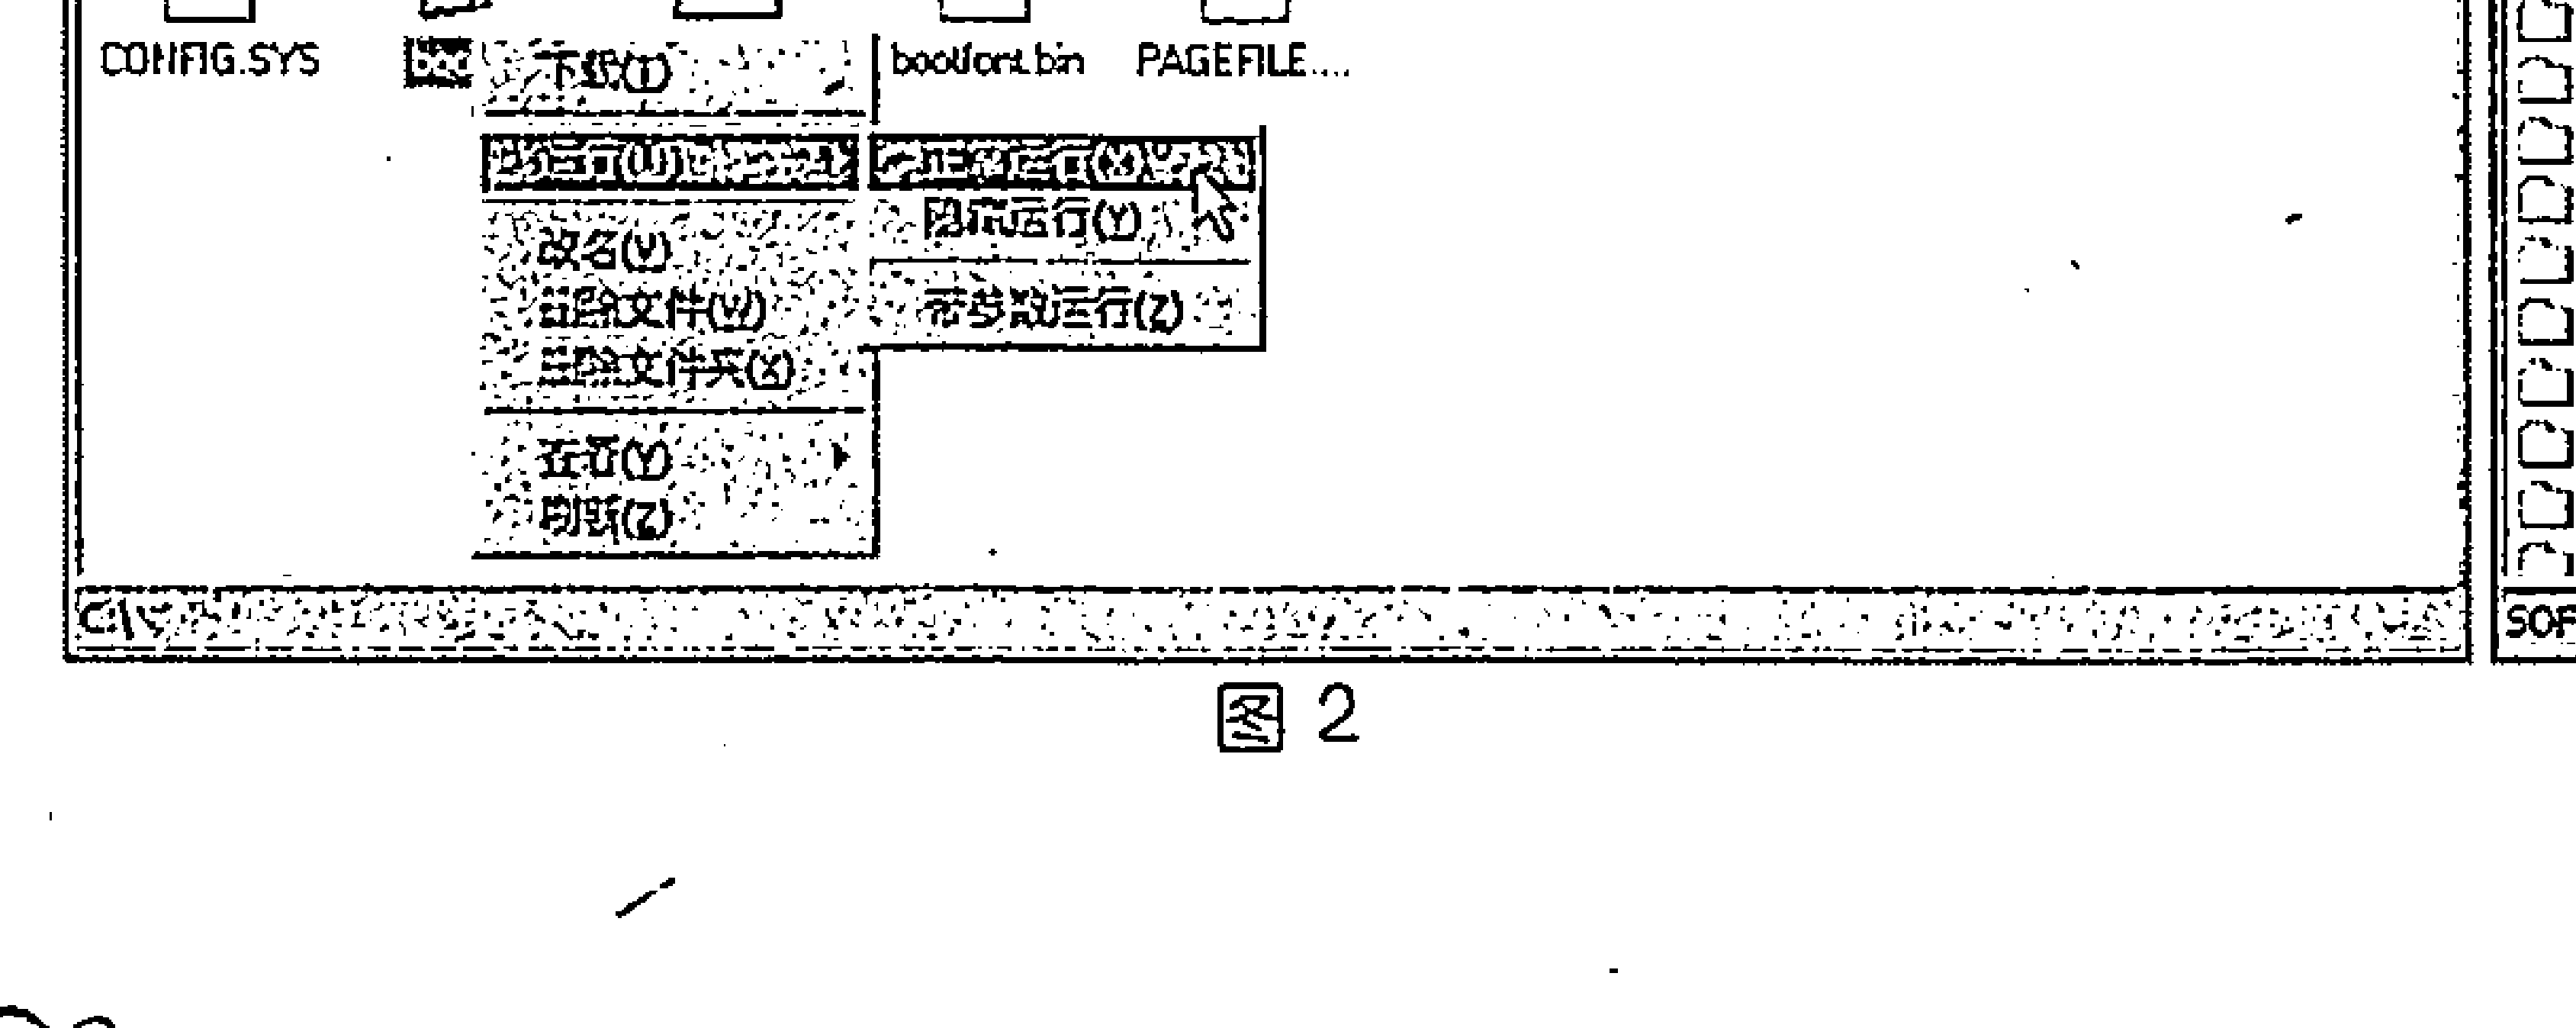 CONFIG.SYS
bootfont.bin
PAGEFILE....
下载(T)
运行(U)
正常运行(X)
隐藏运行(Y)
带参数运行(Z)
改名(V)
删除文件(W)
删除文件夹(X)
查看(Y)
刷新(Z)
C:\
SOF
图 2